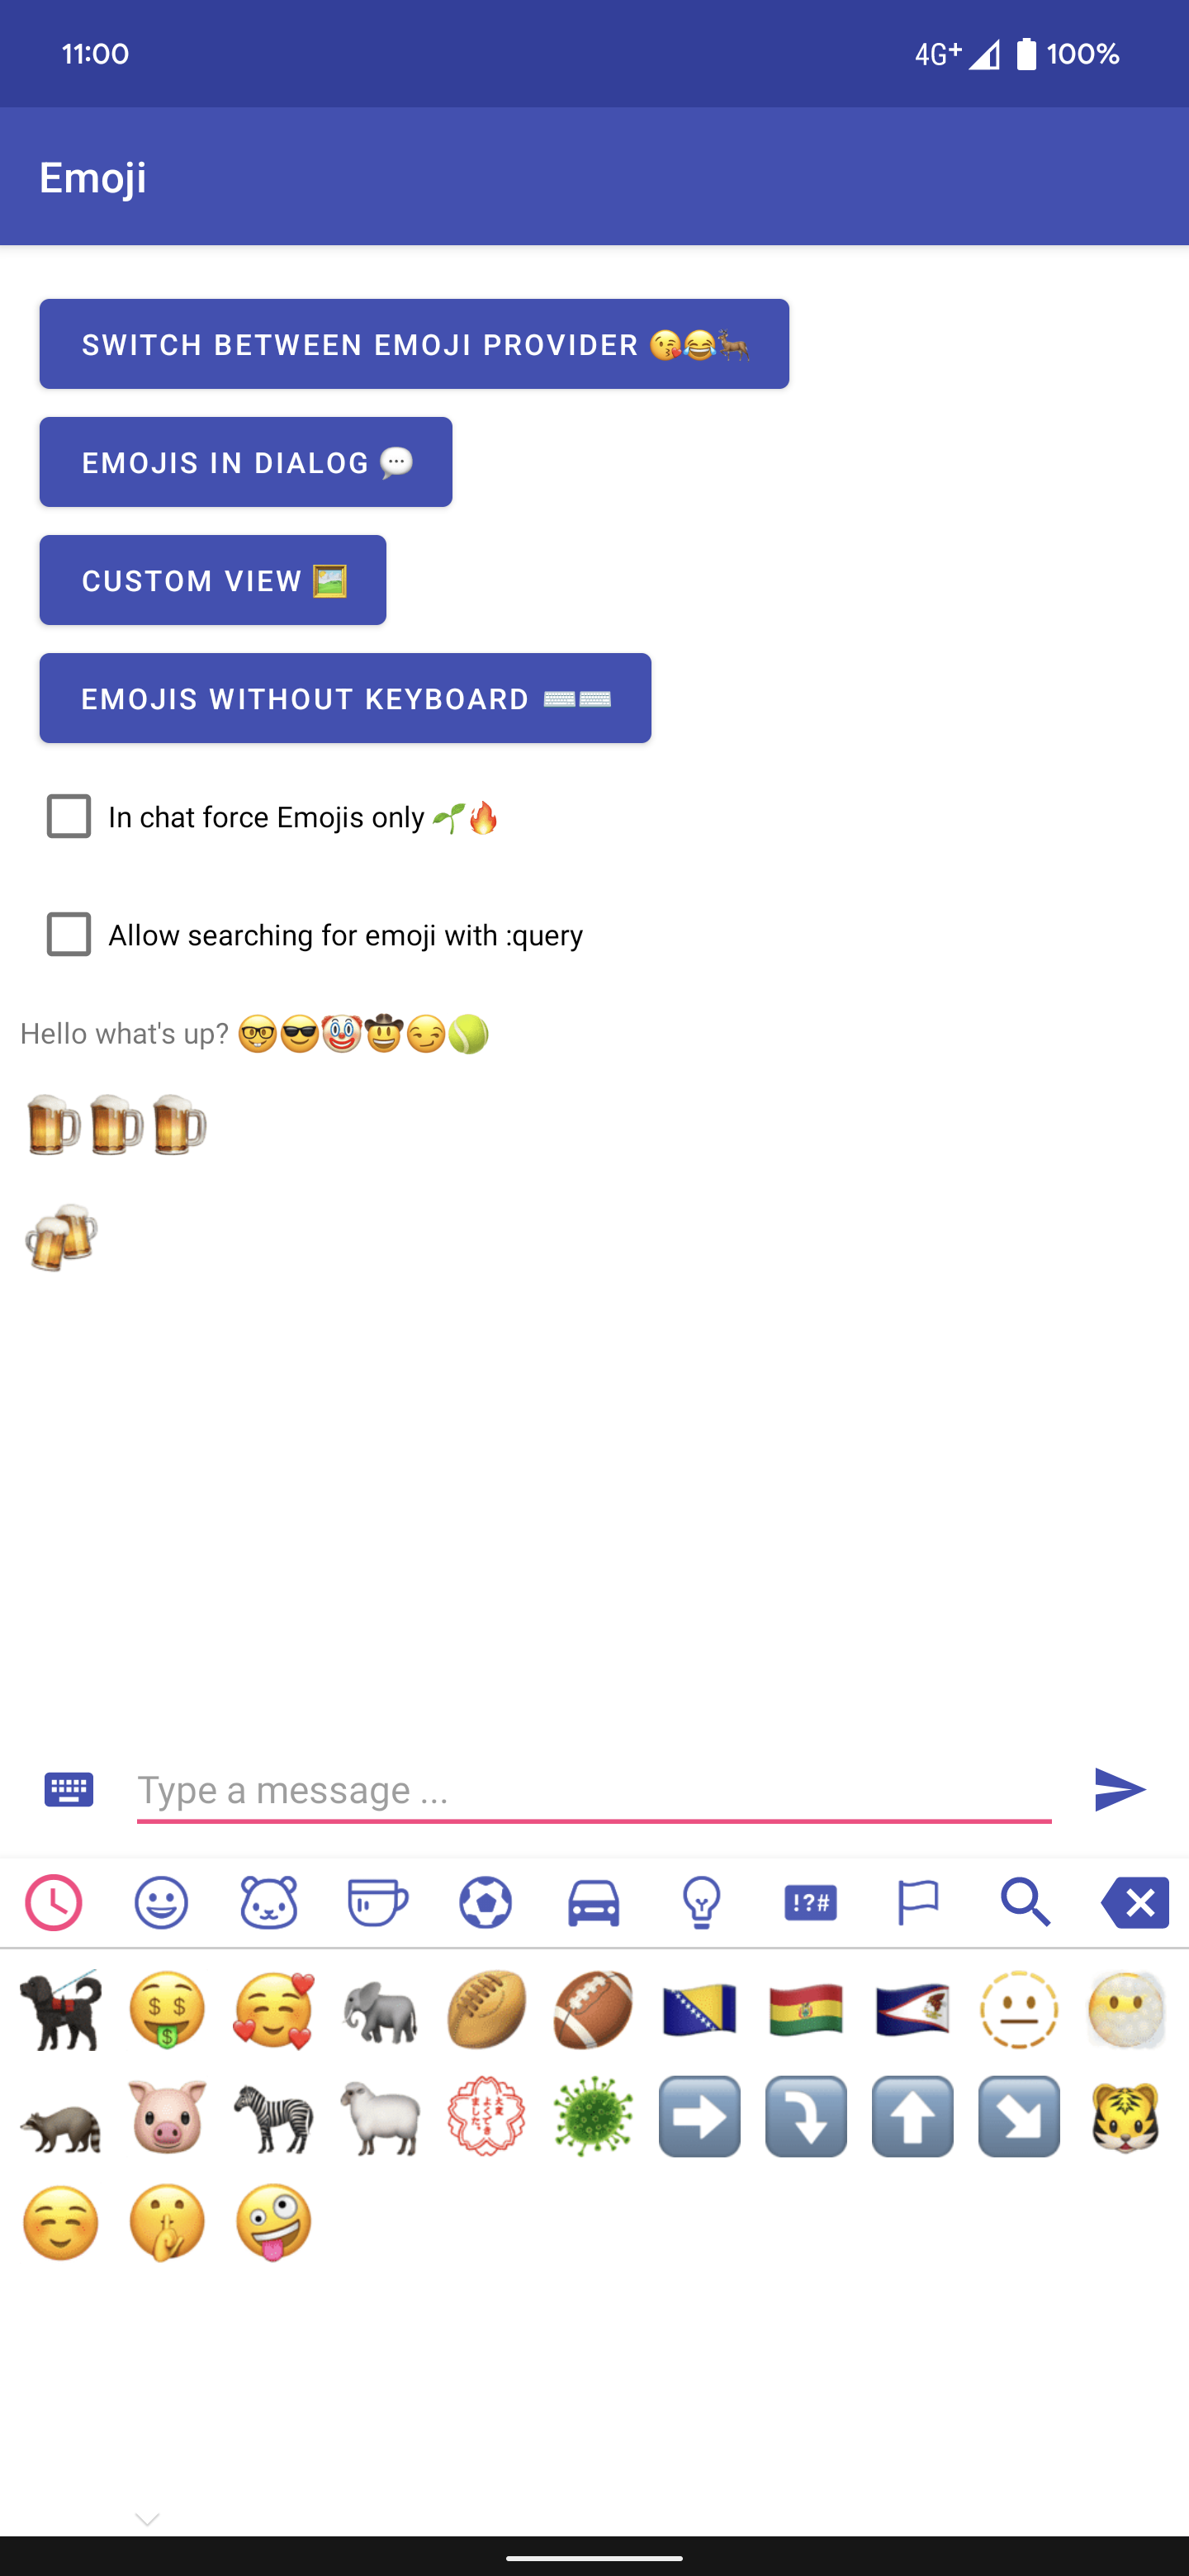 11:00 4G+ 100%
Emoji
SWITCH BETWEEN EMOJI PROVIDER 😘😂🦌
EMOJIS IN DIALOG 💬
CUSTOM VIEW 🖼️
EMOJIS WITHOUT KEYBOARD ⌨️⌨️
In chat force Emojis only 🌱🔥
Allow searching for emoji with :query
Hello what's up? 🤓😎🤡🤠😏🎾
🍺🍺🍺
🍻
Type a message ...
!?#